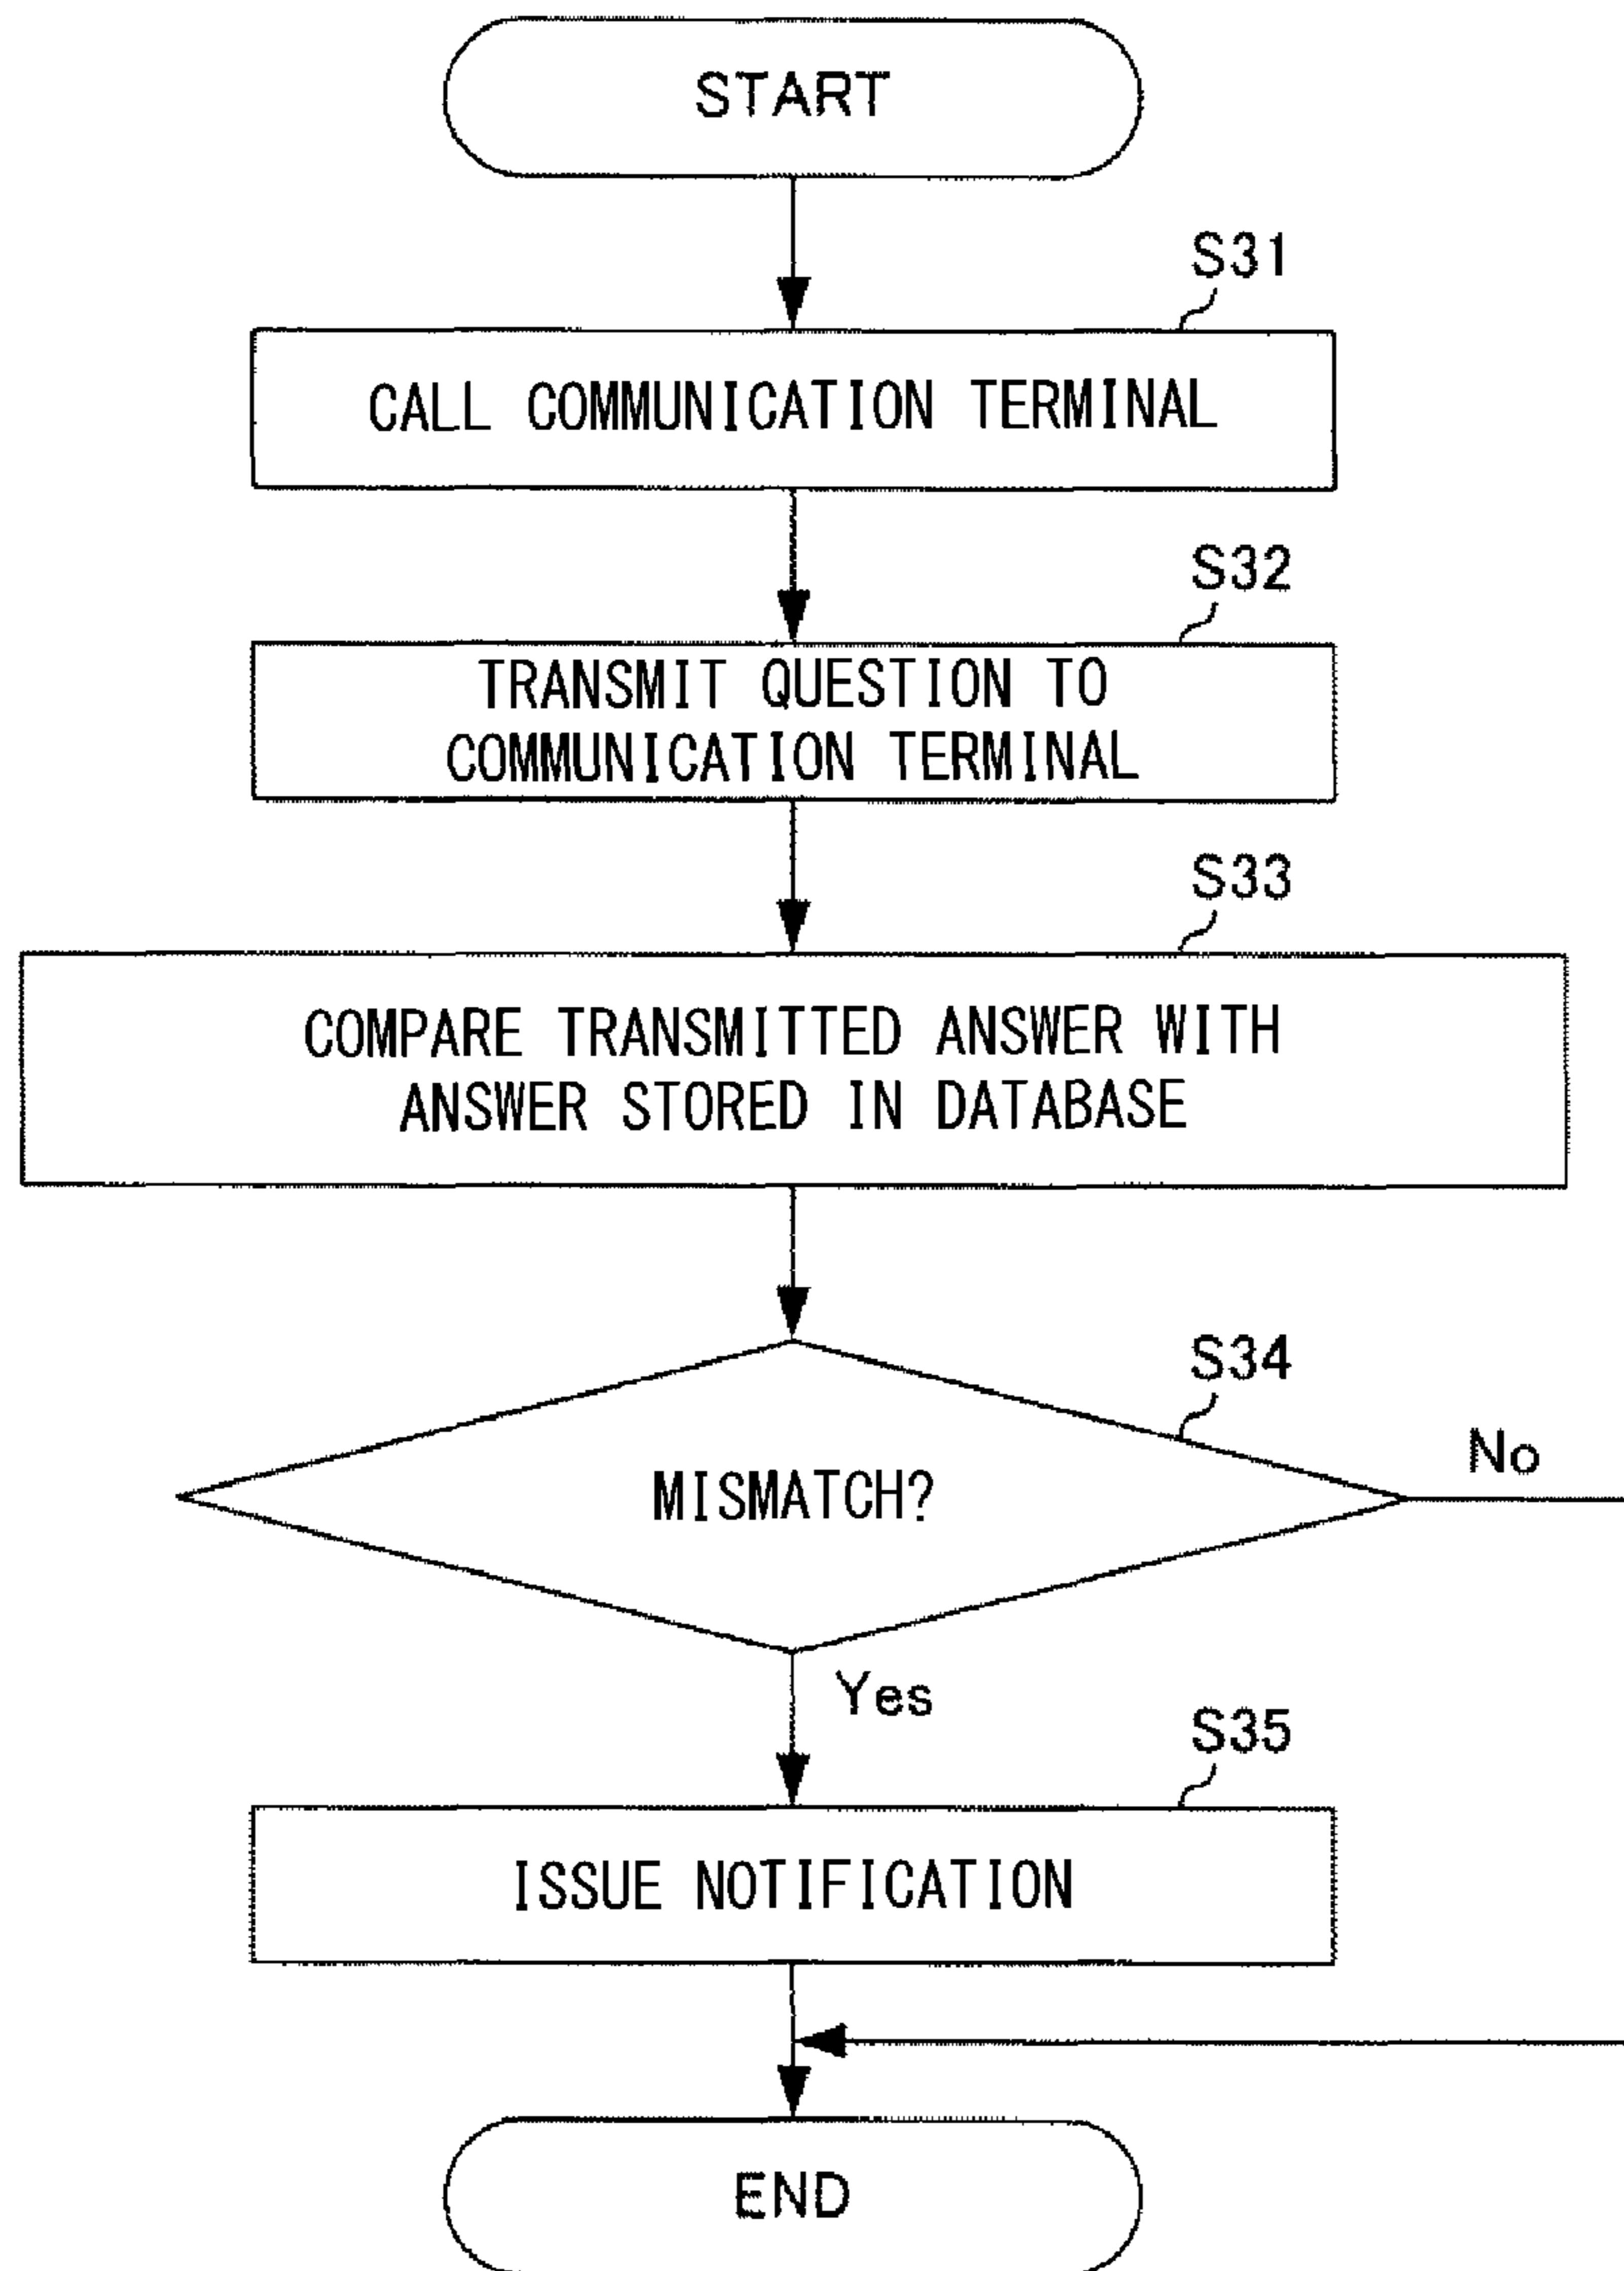 START
S31
CALL COMMUNICATION TERMINAL
S32
TRANSMIT QUESTION TO
COMMUNICATION TERMINAL
S33
COMPARE TRANSMITTED ANSWER WITH
ANSWER STORED IN DATABASE
S34
MISMATCH?
No
Yes
S35
ISSUE NOTIFICATION
END